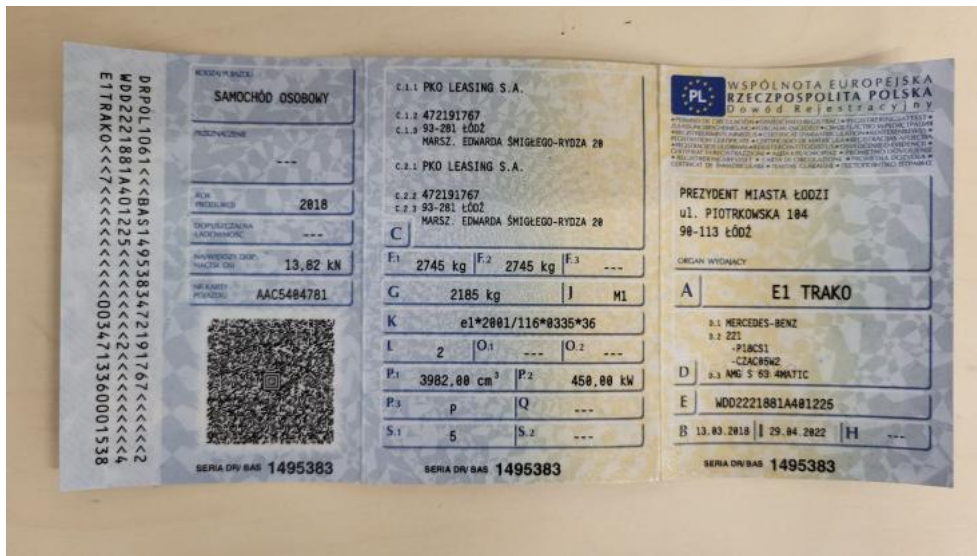 DRPOL1D61<<BAS1495383472191767<<<<<<2
WDD2221881A401225<<<<<<<2<<<<<<<<4
E1TRAKO<<7<<<<<<<<<<<<0034713360001538
RODZAJ POJAZDU
SAMOCHÓD OSOBOWY
PRZEZNACZENIE
---
ROK PRODUKCJI 2018
DOPUSZCZALNA ŁADOWNOŚĆ ---
NAJWIĘKSZY DOP. NACISK OSI 13,82 kN
NR KARTY POJAZDU AAC5404781
SERIA DR/ BAS 1495383
C.1.1 PKO LEASING S.A.
C.1.2 472191767
C.1.3 93-281 ŁÓDŹ
MARSZ. EDWARDA ŚMIGŁEGO-RYDZA 20
C.2.1 PKO LEASING S.A.
C.2.2 472191767
C.2.3 93-281 ŁÓDŹ
MARSZ. EDWARDA ŚMIGŁEGO-RYDZA 20
C
F.1 2745 kg F.2 2745 kg F.3 ---
G 2185 kg J M1
K e1*2001/116*0335*36
L 2 O.1 --- O.2 ---
P.1 3982,00 cm³ P.2 450,00 kW
P.3 P Q ---
S.1 5 S.2 ---
SERIA DR/ BAS 1495383
PL
WSPÓLNOTA EUROPEJSKA
RZECZPOSPOLITA POLSKA
Dowód Rejestracyjny
PREZYDENT MIASTA ŁODZI
ul. PIOTRKOWSKA 104
90-113 ŁÓDŹ
ORGAN WYDAJĄCY
A E1 TRAKO
D.1 MERCEDES-BENZ
D.2 221
-P18CS1
-CZAC05W2
D D.3 AMG S 63 4MATIC
E WDD2221881A401225
B 13.03.2018 I 29.04.2022 H ---
SERIA DR/ BAS 1495383